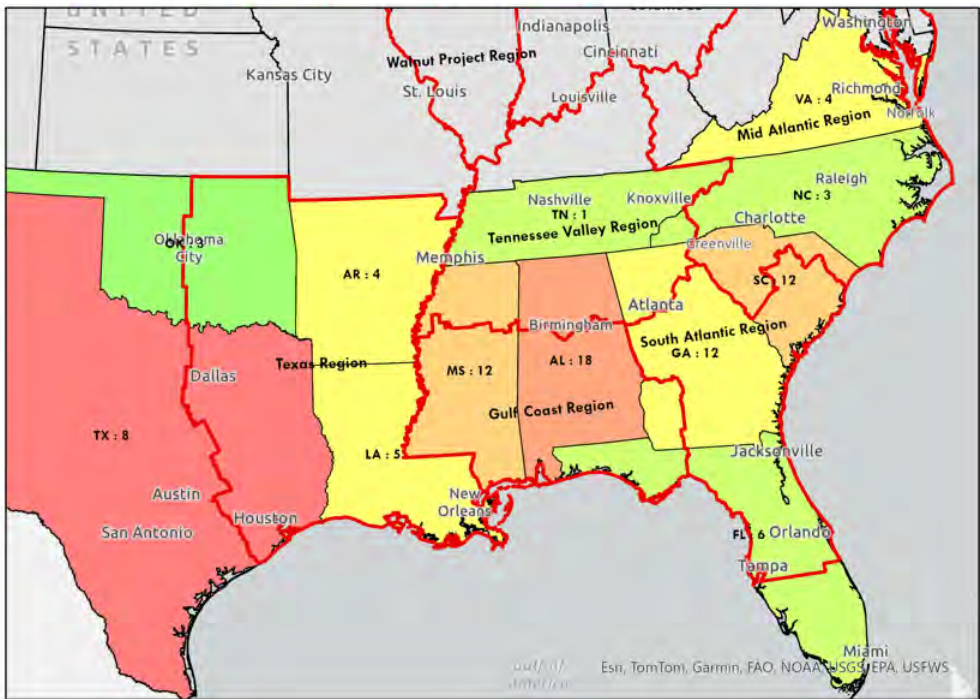 UNITED
STATES
Indianapolis
Columbus
Washington
Walnut Project Region
Cincinnati
Kansas City
St. Louis
Louisville
VA : 4
Richmond
Norfolk
Mid Atlantic Region
Nashville
Knoxville
Raleigh
NC : 3
TN : 1
Charlotte
Tennessee Valley Region
Oklahoma
City
Greenville
Memphis
AR : 4
SC : 12
Atlanta
Birmingham
South Atlantic Region
GA : 12
Texas Region
Dallas
MS : 12
AL : 18
Gulf Coast Region
TX : 8
LA : 5
Jacksonville
Austin
New
Orleans
Houston
San Antonio
FL : 6
Orlando
Tampa
Miami
Gulf of
America
Esri, TomTom, Garmin, FAO, NOAA, USGS, EPA, USFWS